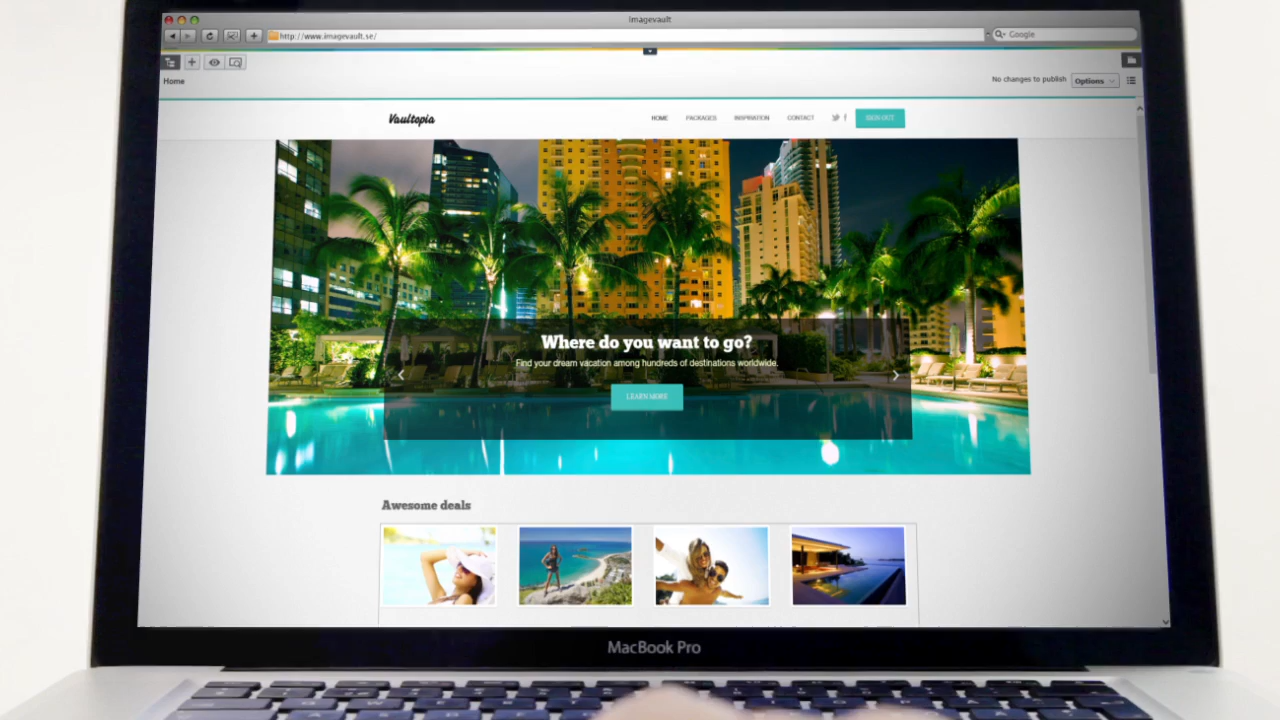 Imagevault
http://www.imagevault.se/
Google
Home
No changes to publish
Options
Vaultopia
HOME
PACKAGES
INSPIRATION
CONTACT
SIGN OUT
Where do you want to go?
Find your dream vacation among hundreds of destinations worldwide.
LEARN MORE
Awesome deals
MacBook Pro